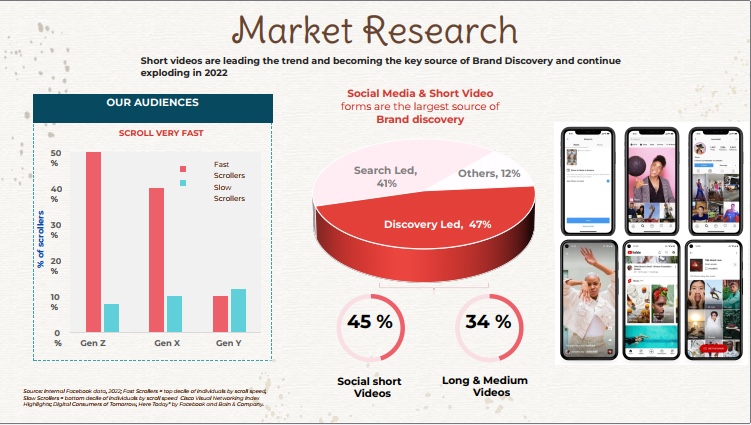 Market Research
Short videos are leading the trend and becoming the key source of Brand Discovery and continue
exploding in 2022
OUR AUDIENCES
SCROLL VERY FAST
50
%
40
%
30
%
20
%
10
%
0
%
% of scrollers
Fast
Scrollers
Slow
Scrollers
Gen Z
Gen X
Gen Y
Social Media & Short Video
forms are the largest source of
Brand discovery
Search Led,
41%
Others, 12%
Discovery Led, 47%
45 %
34 %
Social short
Videos
Long & Medium
Videos
Source: Internal Facebook data, 2022; Fast Scrollers = top decile of individuals by scroll speed;
Slow Scrollers = bottom decile of individuals by scroll speed Cisco Visual Networking Index
Highlights; Digital Consumers of Tomorrow, Here Today" by Facebook and Bain & Company.